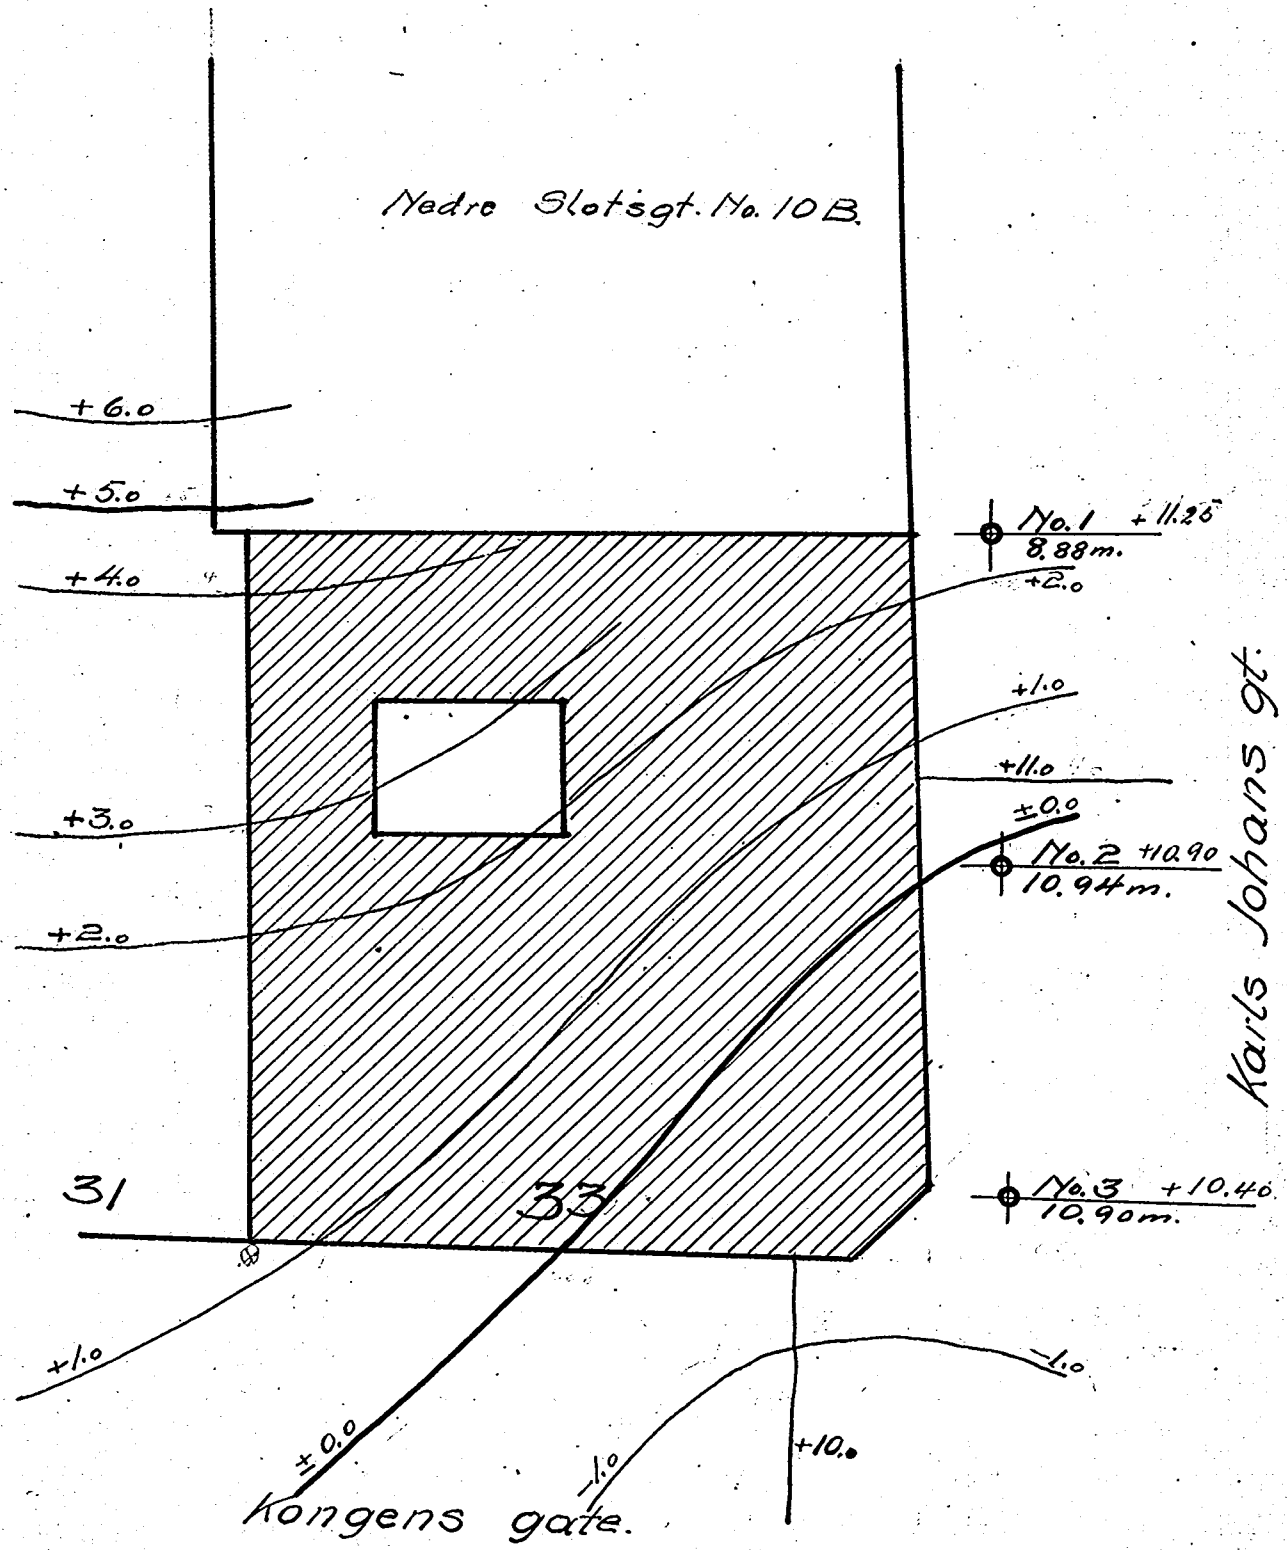 Nedre Slotsgt. No. 10 B.
+ 6.0
+ 5.0
No. 1 + 11.25
8.88 m.
+ 4.0
+2.0
+1.0
+11.0
±0.0
+3.0
No. 2 +10.90
10.94 m.
+2.0
Karls Johans gt.
31
33
No. 3 + 10.40
10.90 m.
+1.0
-1.0
±0.0
-1.0
+10.0
Kongens gate.